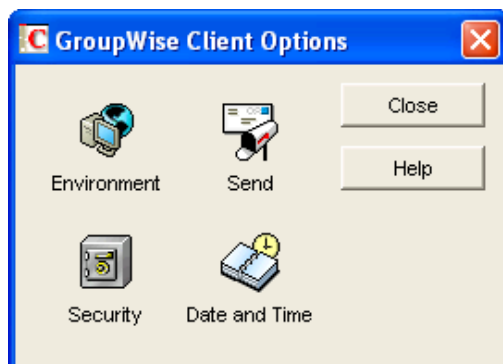 C GroupWise Client Options
Close
Environment
Send
Help
Security
Date and Time